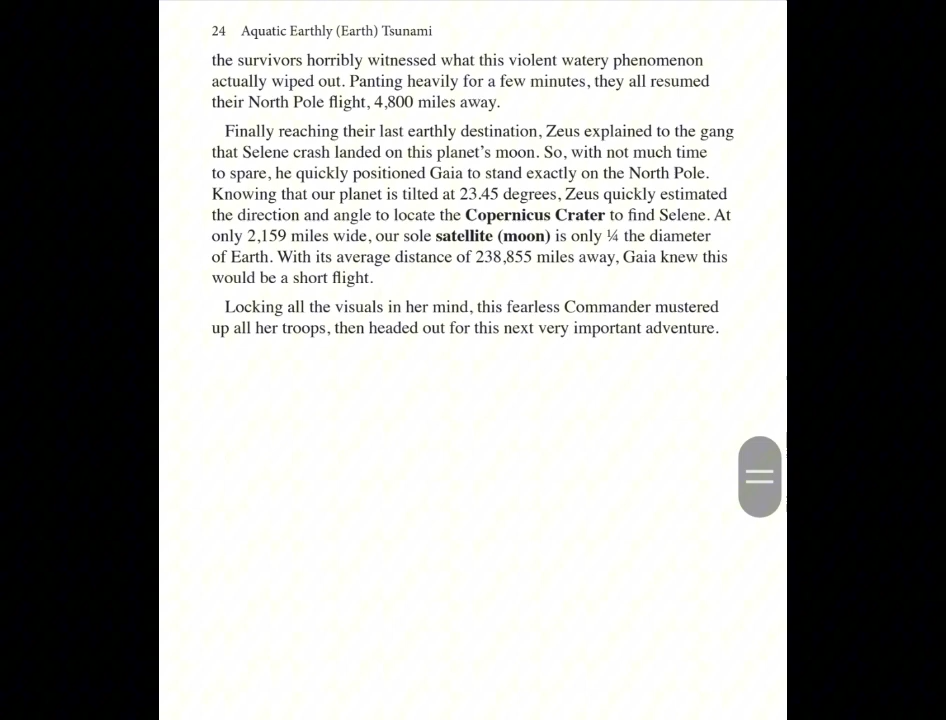 24 Aquatic Earthly (Earth) Tsunami
the survivors horribly witnessed what this violent watery phenomenon
actually wiped out. Panting heavily for a few minutes, they all resumed
their North Pole flight, 4,800 miles away.
Finally reaching their last earthly destination, Zeus explained to the gang
that Selene crash landed on this planet's moon. So, with not much time
to spare, he quickly positioned Gaia to stand exactly on the North Pole.
Knowing that our planet is tilted at 23.45 degrees, Zeus quickly estimated
the direction and angle to locate the Copernicus Crater to find Selene. At
only 2,159 miles wide, our sole satellite (moon) is only ¼ the diameter
of Earth. With its average distance of 238,855 miles away, Gaia knew this
would be a short flight.
Locking all the visuals in her mind, this fearless Commander mustered
up all her troops, then headed out for this next very important adventure.